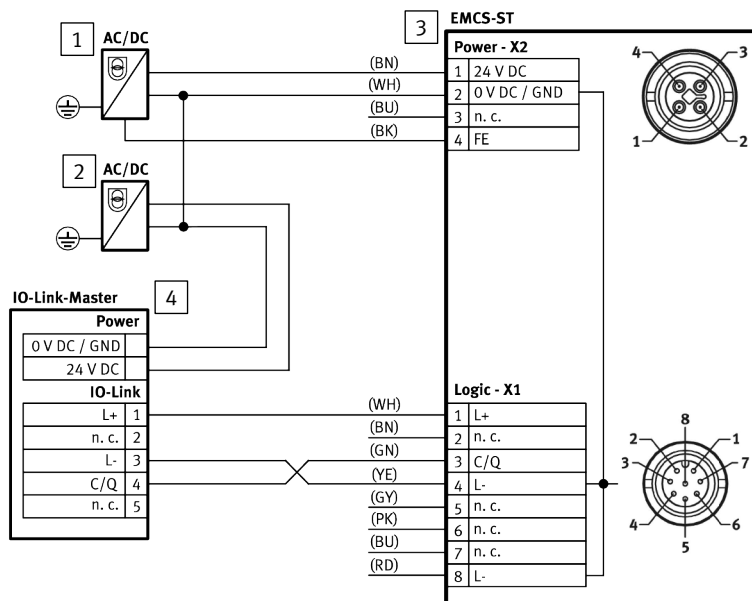 EMCS-ST
3
1
AC/DC
Power - X2
(BN)
1 24 V DC
(WH)
2 0 V DC / GND
(BU)
3 n. c.
(BK)
4 FE
4
3
1
2
2
AC/DC
IO-Link-Master
4
Power
0 V DC / GND
24 V DC
IO-Link
L+ 1
n. c. 2
L- 3
C/Q 4
n. c. 5
Logic - X1
(WH)
1 L+
(BN)
2 n. c.
(GN)
3 C/Q
(YE)
4 L-
(GY)
5 n. c.
(PK)
6 n. c.
(BU)
7 n. c.
(RD)
8 L-
8
2
1
3
7
4
6
5